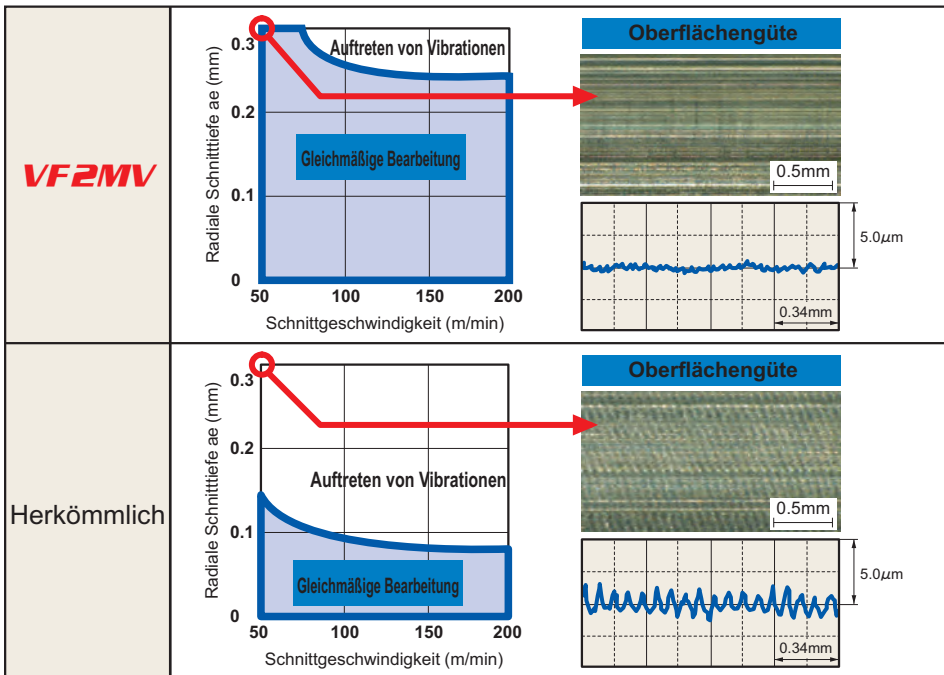 VF2MV
Radiale Schnitttiefe ae (mm)
0.3
0.2
0.1
0
Auftreten von Vibrationen
Gleichmäßige Bearbeitung
50 100 150 200
Schnittgeschwindigkeit (m/min)
Oberflächengüte
0.5mm
5.0μm
0.34mm
Herkömmlich
Radiale Schnitttiefe ae (mm)
0.3
0.2
0.1
0
Auftreten von Vibrationen
Gleichmäßige Bearbeitung
50 100 150 200
Schnittgeschwindigkeit (m/min)
Oberflächengüte
0.5mm
5.0μm
0.34mm